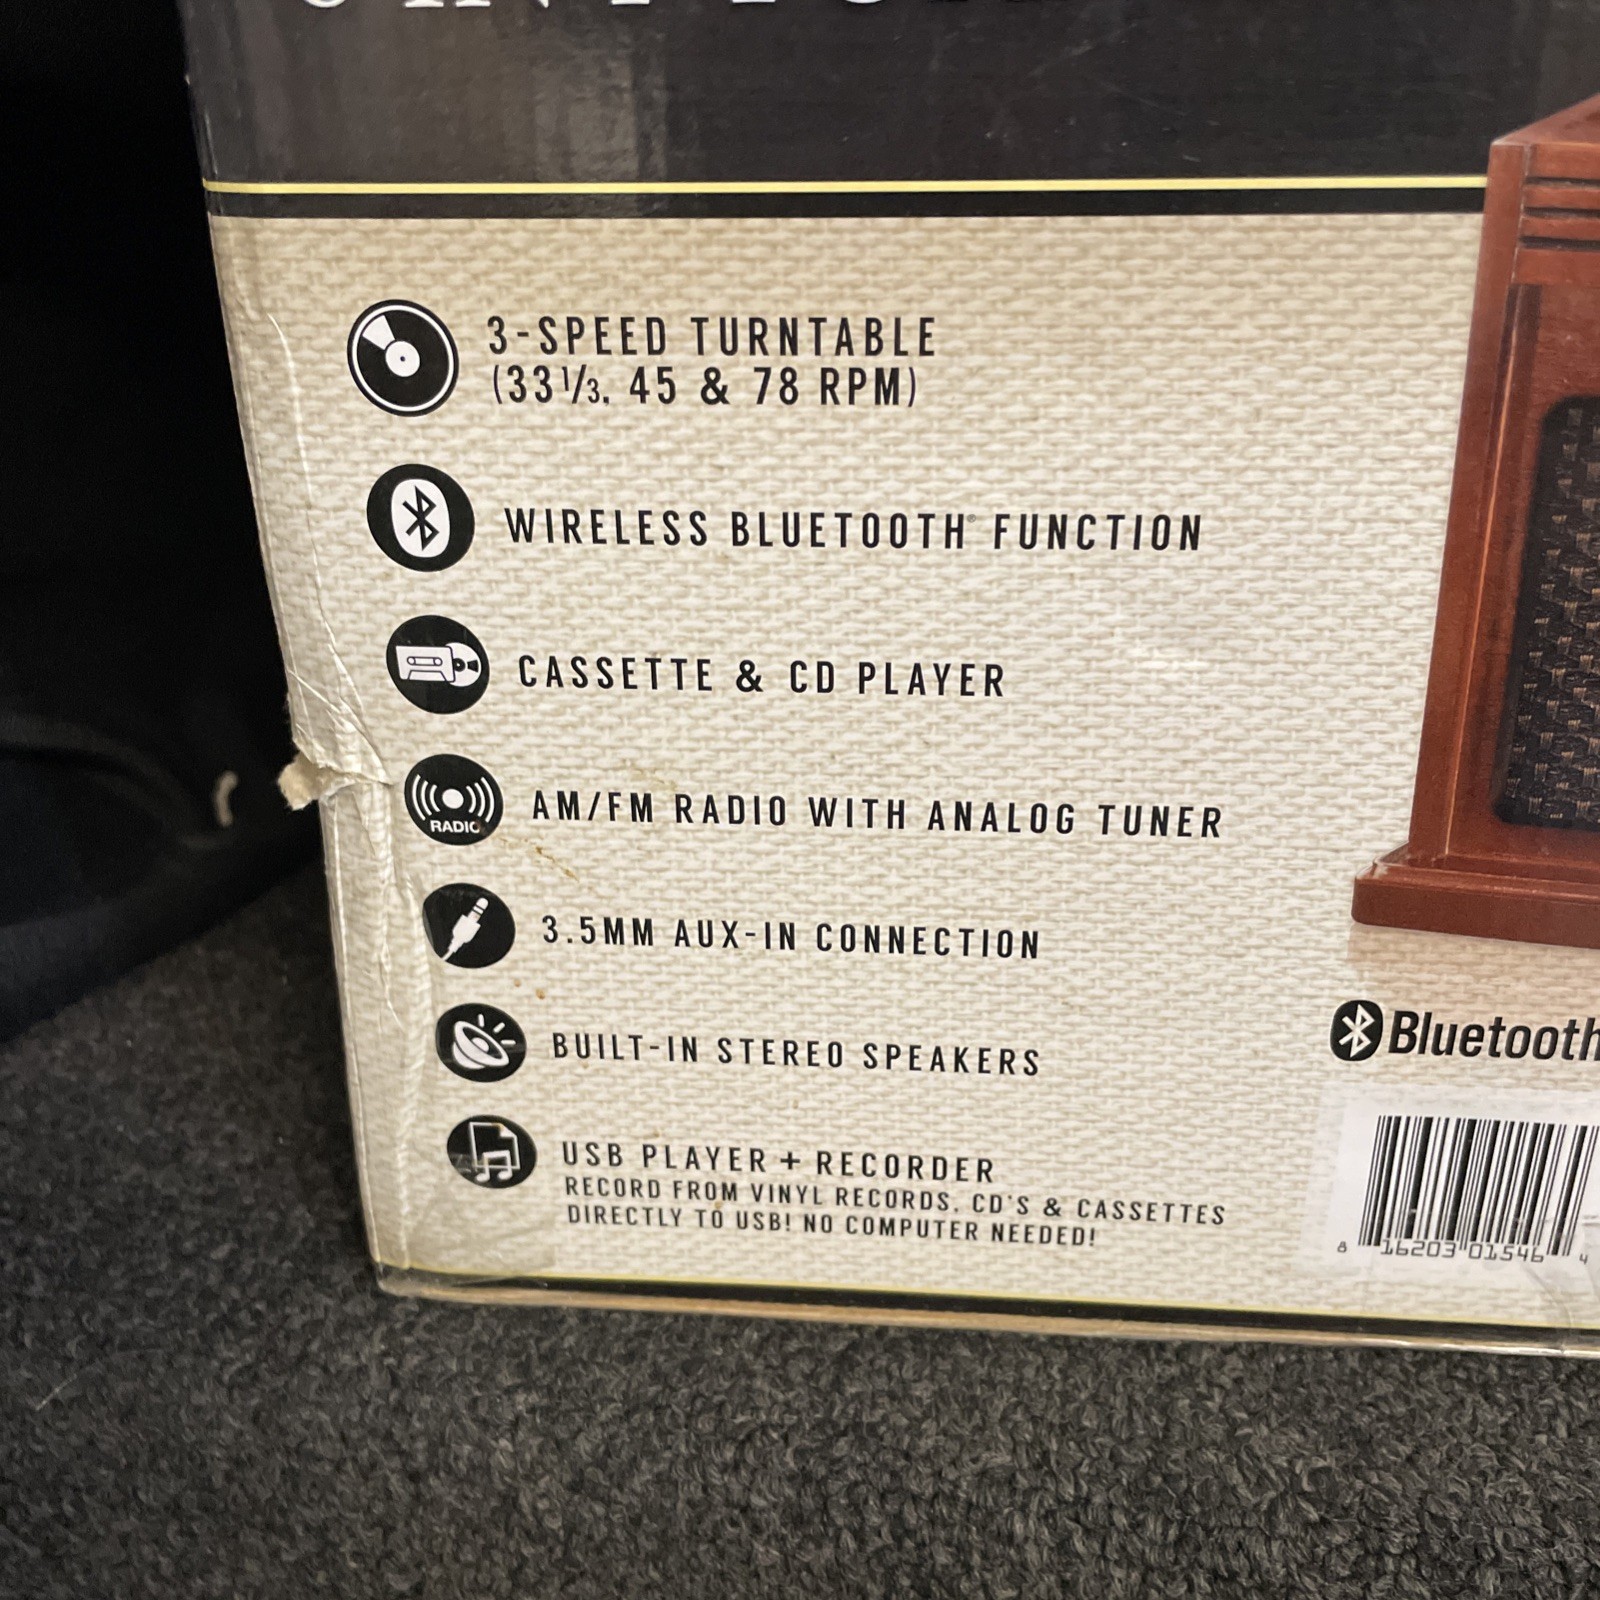 3-SPEED TURNTABLE
(33 1/3, 45 & 78 RPM)
WIRELESS BLUETOOTH® FUNCTION
CASSETTE & CD PLAYER
RADIO
AM/FM RADIO WITH ANALOG TUNER
3.5MM AUX-IN CONNECTION
BUILT-IN STEREO SPEAKERS
Bluetooth
USB PLAYER + RECORDER
RECORD FROM VINYL RECORDS, CD'S & CASSETTES
DIRECTLY TO USB! NO COMPUTER NEEDED!
8 16203 01546 4